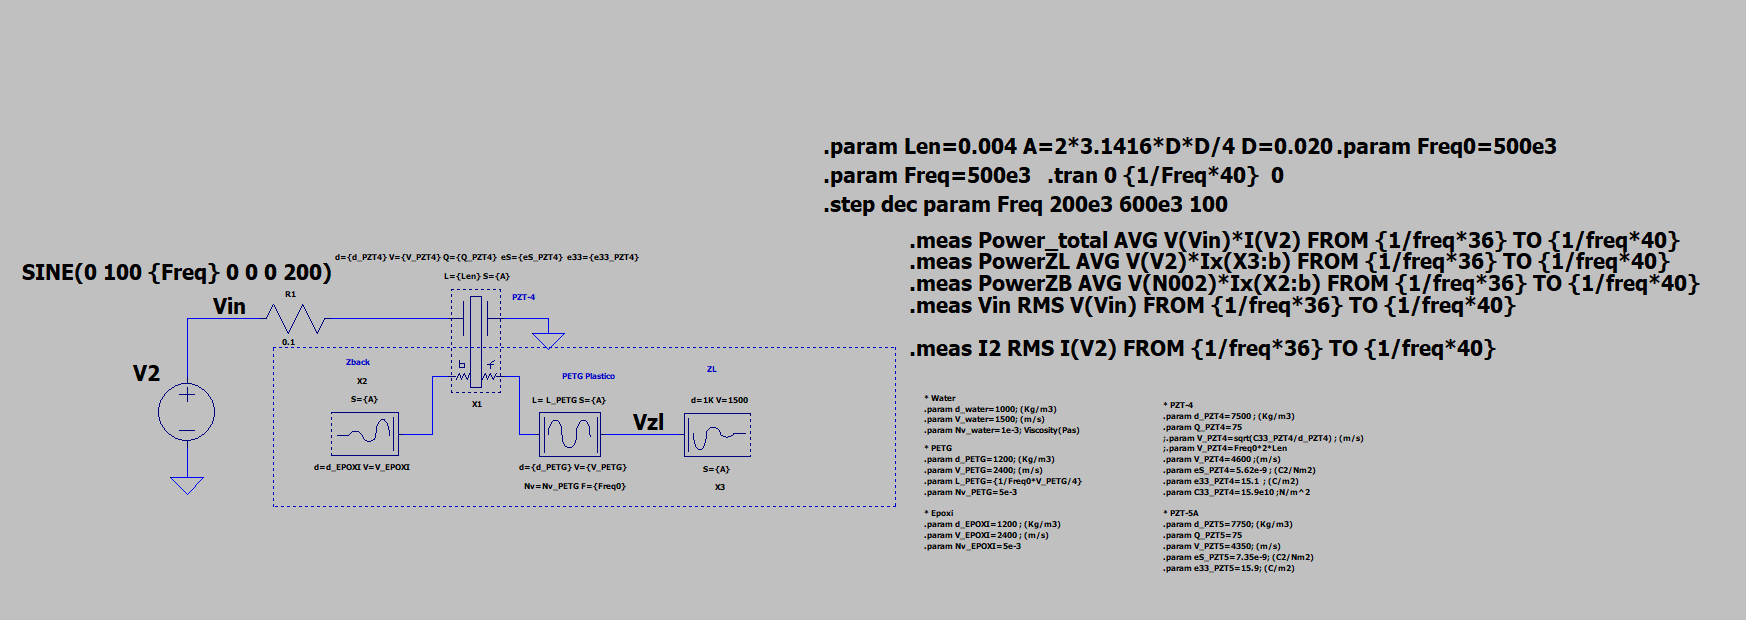 .param Len=0.004 A=2*3.1416*D*D/4 D=0.020 .param Freq0=500e3
.param Freq=500e3 .tran 0 {1/Freq*40} 0
.step dec param Freq 200e3 600e3 100
.meas Power_total AVG V(Vin)*I(V2) FROM {1/freq*36} TO {1/freq*40}
.meas PowerZL AVG V(V2)*Ix(X3:b) FROM {1/freq*36} TO {1/freq*40}
.meas PowerZB AVG V(N002)*Ix(X2:b) FROM {1/freq*36} TO {1/freq*40}
.meas Vin RMS V(Vin) FROM {1/freq*36} TO {1/freq*40}
.meas I2 RMS I(V2) FROM {1/freq*36} TO {1/freq*40}
d={d_PZT4} V={V_PZT4} Q={Q_PZT4} eS={eS_PZT4} e33={e33_PZT4}
L={Len} S={A}
SINE(0 100 {Freq} 0 0 0 200)
R1
PZT-4
Vin
0.1
V2
Zback
X2
S={A}
d=d_EPOXI V=V_EPOXI
b
f
X1
PETG Plastico
L= L_PETG S={A}
d={d_PETG} V={V_PETG}
Nv=Nv_PETG F={Freq0}
Vzl
ZL
d=1K V=1500
S={A}
X3
* Water
.param d_water=1000; (Kg/m3)
.param V_water=1500; (m/s)
.param Nv_water=1e-3; Viscosity(Pas)
* PETG
.param d_PETG=1200; (Kg/m3)
.param V_PETG=2400; (m/s)
.param L_PETG={1/Freq0*V_PETG/4}
.param Nv_PETG=5e-3
* Epoxi
.param d_EPOXI=1200 ; (Kg/m3)
.param V_EPOXI=2400 ; (m/s)
.param Nv_EPOXI=5e-3
* PZT-4
.param d_PZT4=7500 ; (Kg/m3)
.param Q_PZT4=75
;.param V_PZT4=sqrt(C33_PZT4/d_PZT4) ; (m/s)
;.param V_PZT4=Freq0*2*Len
.param V_PZT4=4600 ;(m/s)
.param eS_PZT4=5.62e-9 ; (C2/Nm2)
.param e33_PZT4=15.1 ; (C/m2)
.param C33_PZT4=15.9e10 ;N/m^2
* PZT-5A
.param d_PZT5=7750; (Kg/m3)
.param Q_PZT5=75
.param V_PZT5=4350; (m/s)
.param eS_PZT5=7.35e-9; (C2/Nm2)
.param e33_PZT5=15.9; (C/m2)